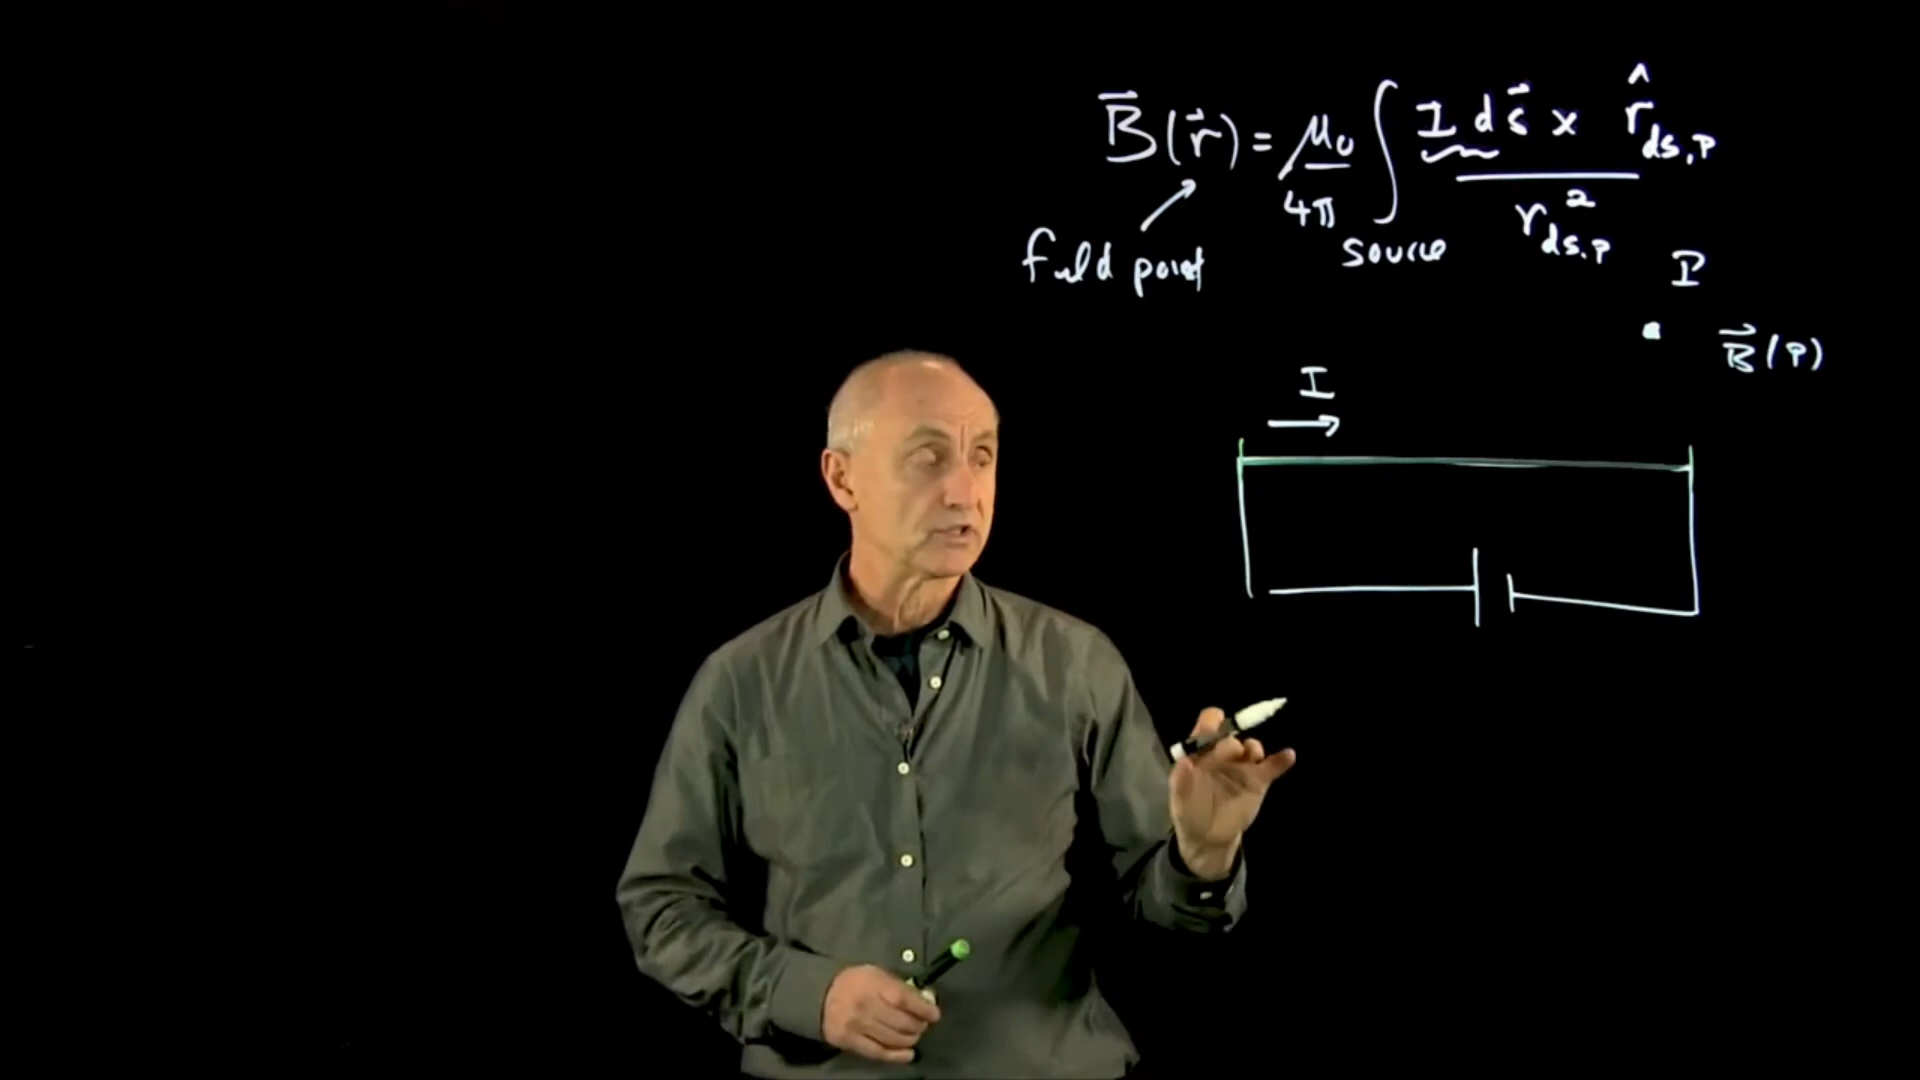 B⃗(r⃗) = μ₀/4π ∫ I ds⃗ × r̂ds,P / r²ds,P
source
field point
P
B⃗(P)
I